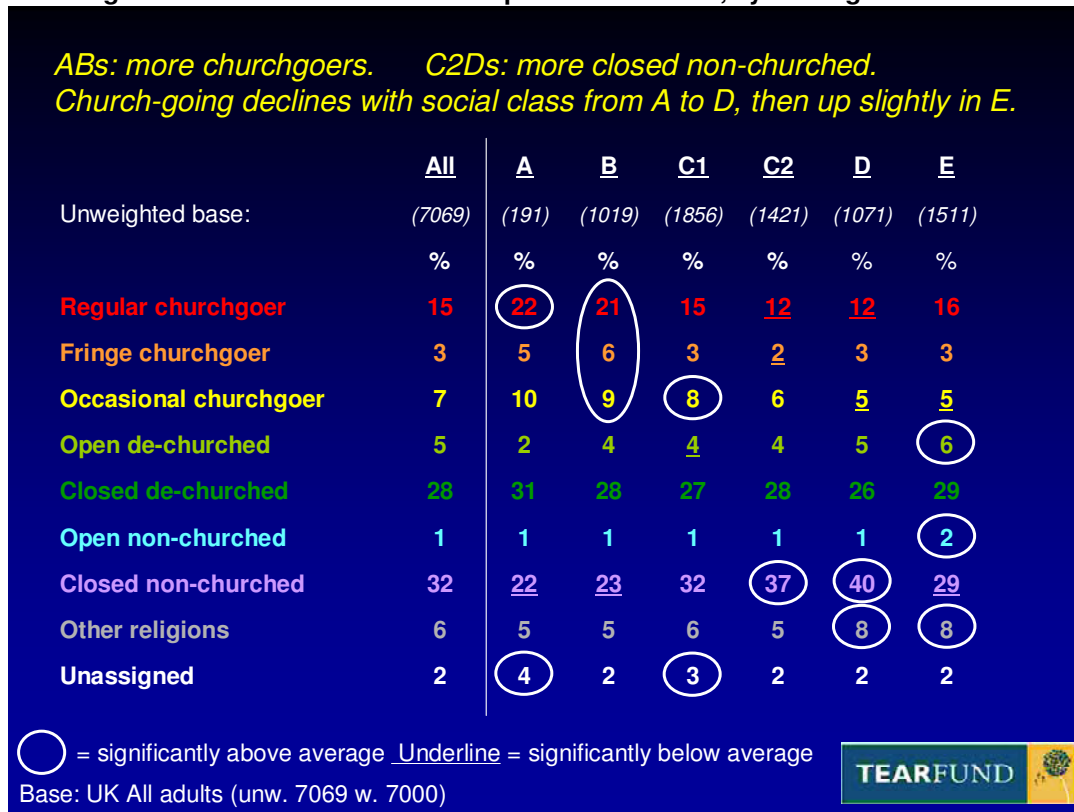 ABs: more churchgoers. C2Ds: more closed non-churched.
Church-going declines with social class from A to D, then up slightly in E.
All A B C1 C2 D E
Unweighted base: (7069) (191) (1019) (1856) (1421) (1071) (1511)
% % % % % % %
Regular churchgoer 15 22 21 15 12 12 16
Fringe churchgoer 3 5 6 3 2 3 3
Occasional churchgoer 7 10 9 8 6 5 5
Open de-churched 5 2 4 4 4 5 6
Closed de-churched 28 31 28 27 28 26 29
Open non-churched 1 1 1 1 1 1 2
Closed non-churched 32 22 23 32 37 40 29
Other religions 6 5 5 6 5 8 8
Unassigned 2 4 2 3 2 2 2
= significantly above average Underline = significantly below average
TEARFUND
Base: UK All adults (unw. 7069 w. 7000)